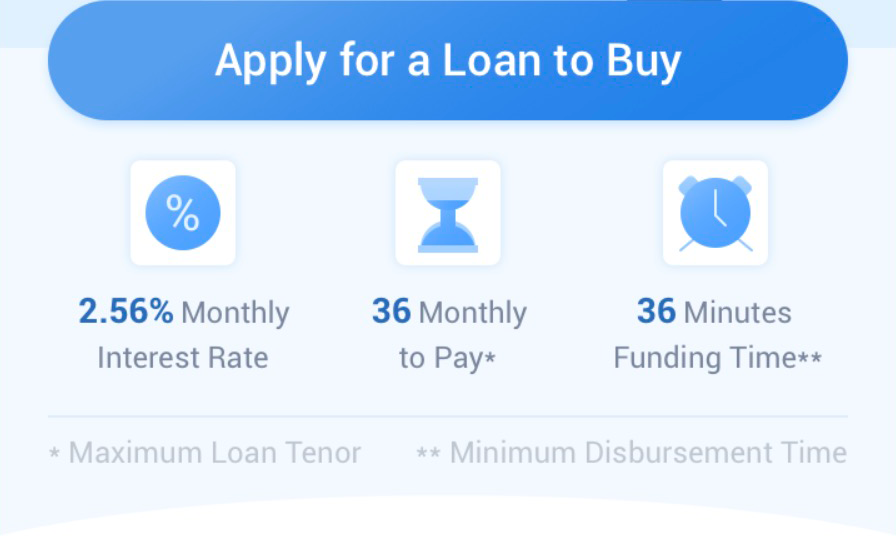 Apply for a Loan to Buy
%
2.56% Monthly
Interest Rate
36 Monthly
to Pay*
36 Minutes
Funding Time**
* Maximum Loan Tenor
** Minimum Disbursement Time